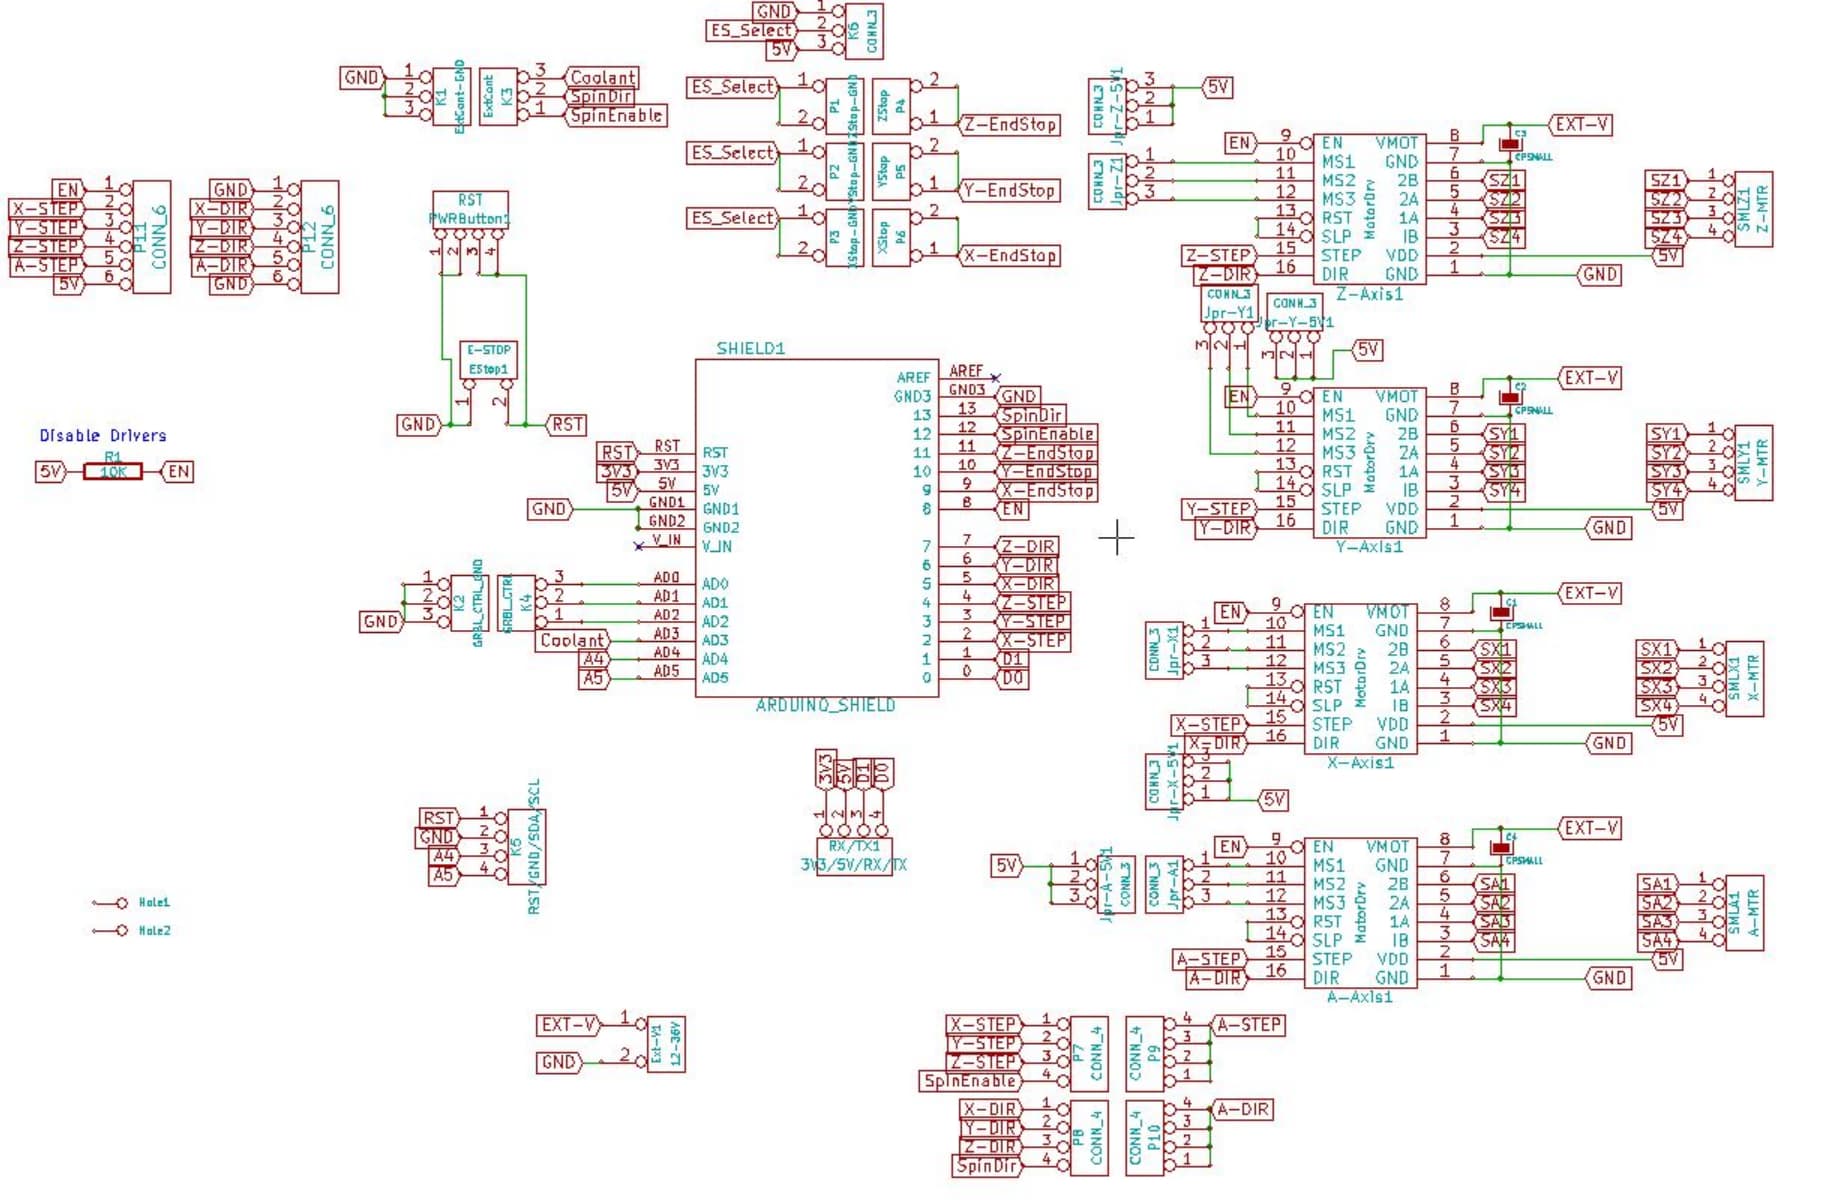 GND 1
ES_Select 2
5V 3
K6
CONN_3
GND 1
2
3
K1
ExtCont-GND
ExtCont
K3
3 Coolant
2 SpinDir
1 SpinEnable
ES_Select 1
2
P1
ZStop-GND
ZStop
P4
2
1 Z-EndStop
ES_Select 1
2
P2
YStop-GND
YStop
P5
2
1 Y-EndStop
ES_Select 1
2
P3
XStop-GND
XStop
P6
2
1 X-EndStop
EN 1
X-STEP 2
Y-STEP 3
Z-STEP 4
A-STEP 5
5V 6
P11
CONN_6
GND 1
X-DIR 2
Y-DIR 3
Z-DIR 4
A-DIR 5
GND 6
P12
CONN_6
RST
PWRButton1
1 2 3 4
E-STOP
EStop1
1 2
GND
RST
Disable Drivers
R1
5V 10K EN
SHIELD1
RST RST RST
3V3 3V3 3V3
5V 5V 5V
GND GND1 GND1
GND2 GND2
V_IN V_IN
AD0 AD0
AD1 AD1
AD2 AD2
Coolant AD3 AD3
A4 AD4 AD4
A5 AD5 AD5
AREF AREF
GND3 GND3 GND
13 13 SpinDir
12 12 SpinEnable
11 11 Z-EndStop
10 10 Y-EndStop
9 9 X-EndStop
8 8 EN
7 7 Z-DIR
6 6 Y-DIR
5 5 X-DIR
4 4 Z-STEP
3 3 Y-STEP
2 2 X-STEP
1 1 D1
0 0 D0
ARDUINO_SHIELD
GND
1
2
3
K2
GRBL_CTRL_GND
GRBL_CTRL
K4
3
2
1
3V3 5V D1 D0
1 2 3 4
RX/TX1
3V3/5V/RX/TX
RST 1
GND 2
A4 3
A5 4
K5
RST/GND/SDA/SCL
Hole1
Hole2
EXT-V 1
GND 2
Ext-V1
12-36V
CONN_3
Jpr-Z-5V1
3 5V
2
1
CONN_3
Jpr-Z1
1
2
3
EN 9 EN VMOT 8 EXT-V
10 MS1 GND 7
11 MS2 2B 6 SZ1
12 MS3 2A 5 SZ2
13 RST 1A 4 SZ3
14 SLP IB 3 SZ4
Z-STEP 15 STEP VDD 2 5V
Z-DIR 16 DIR GND 1 GND
MotorDrv
Z-Axis1
C3
CPSMALL
SZ1 1
SZ2 2
SZ3 3
SZ4 4
SMLZ1
Z-MTR
CONN_3
Jpr-Y1
3 2 1
CONN_3
Jpr-Y-5V1
3 2 1
5V
EN 9 EN VMOT 8 EXT-V
10 MS1 GND 7
11 MS2 2B 6 SY1
12 MS3 2A 5 SY2
13 RST 1A 4 SY3
14 SLP IB 3 SY4
Y-STEP 15 STEP VDD 2 5V
Y-DIR 16 DIR GND 1 GND
MotorDrv
Y-Axis1
C2
CPSMALL
SY1 1
SY2 2
SY3 3
SY4 4
SMLY1
Y-MTR
CONN_3
Jpr-X1
1
2
3
EN 9 EN VMOT 8 EXT-V
10 MS1 GND 7
11 MS2 2B 6 SX1
12 MS3 2A 5 SX2
13 RST 1A 4 SX3
14 SLP IB 3 SX4
X-STEP 15 STEP VDD 2 5V
X-DIR 16 DIR GND 1 GND
MotorDrv
X-Axis1
C1
CPSMALL
SX1 1
SX2 2
SX3 3
SX4 4
SMLX1
X-MTR
CONN_3
Jpr-X-5V1
3
2
1
5V
5V 1
2
3
Jpr-A-5V1
CONN_3
CONN_3
Jpr-A1
1
2
3
EN 9 EN VMOT 8 EXT-V
10 MS1 GND 7
11 MS2 2B 6 SA1
12 MS3 2A 5 SA2
13 RST 1A 4 SA3
14 SLP IB 3 SA4
A-STEP 15 STEP VDD 2 5V
A-DIR 16 DIR GND 1 GND
MotorDrv
A-Axis1
C4
CPSMALL
SA1 1
SA2 2
SA3 3
SA4 4
SMLA1
A-MTR
X-STEP 1
Y-STEP 2
Z-STEP 3
SpinEnable 4
P7
CONN_4
CONN_4
P9
4 A-STEP
3
2
1
X-DIR 1
Y-DIR 2
Z-DIR 3
SpinDir 4
P8
CONN_4
CONN_4
P10
4 A-DIR
3
2
1